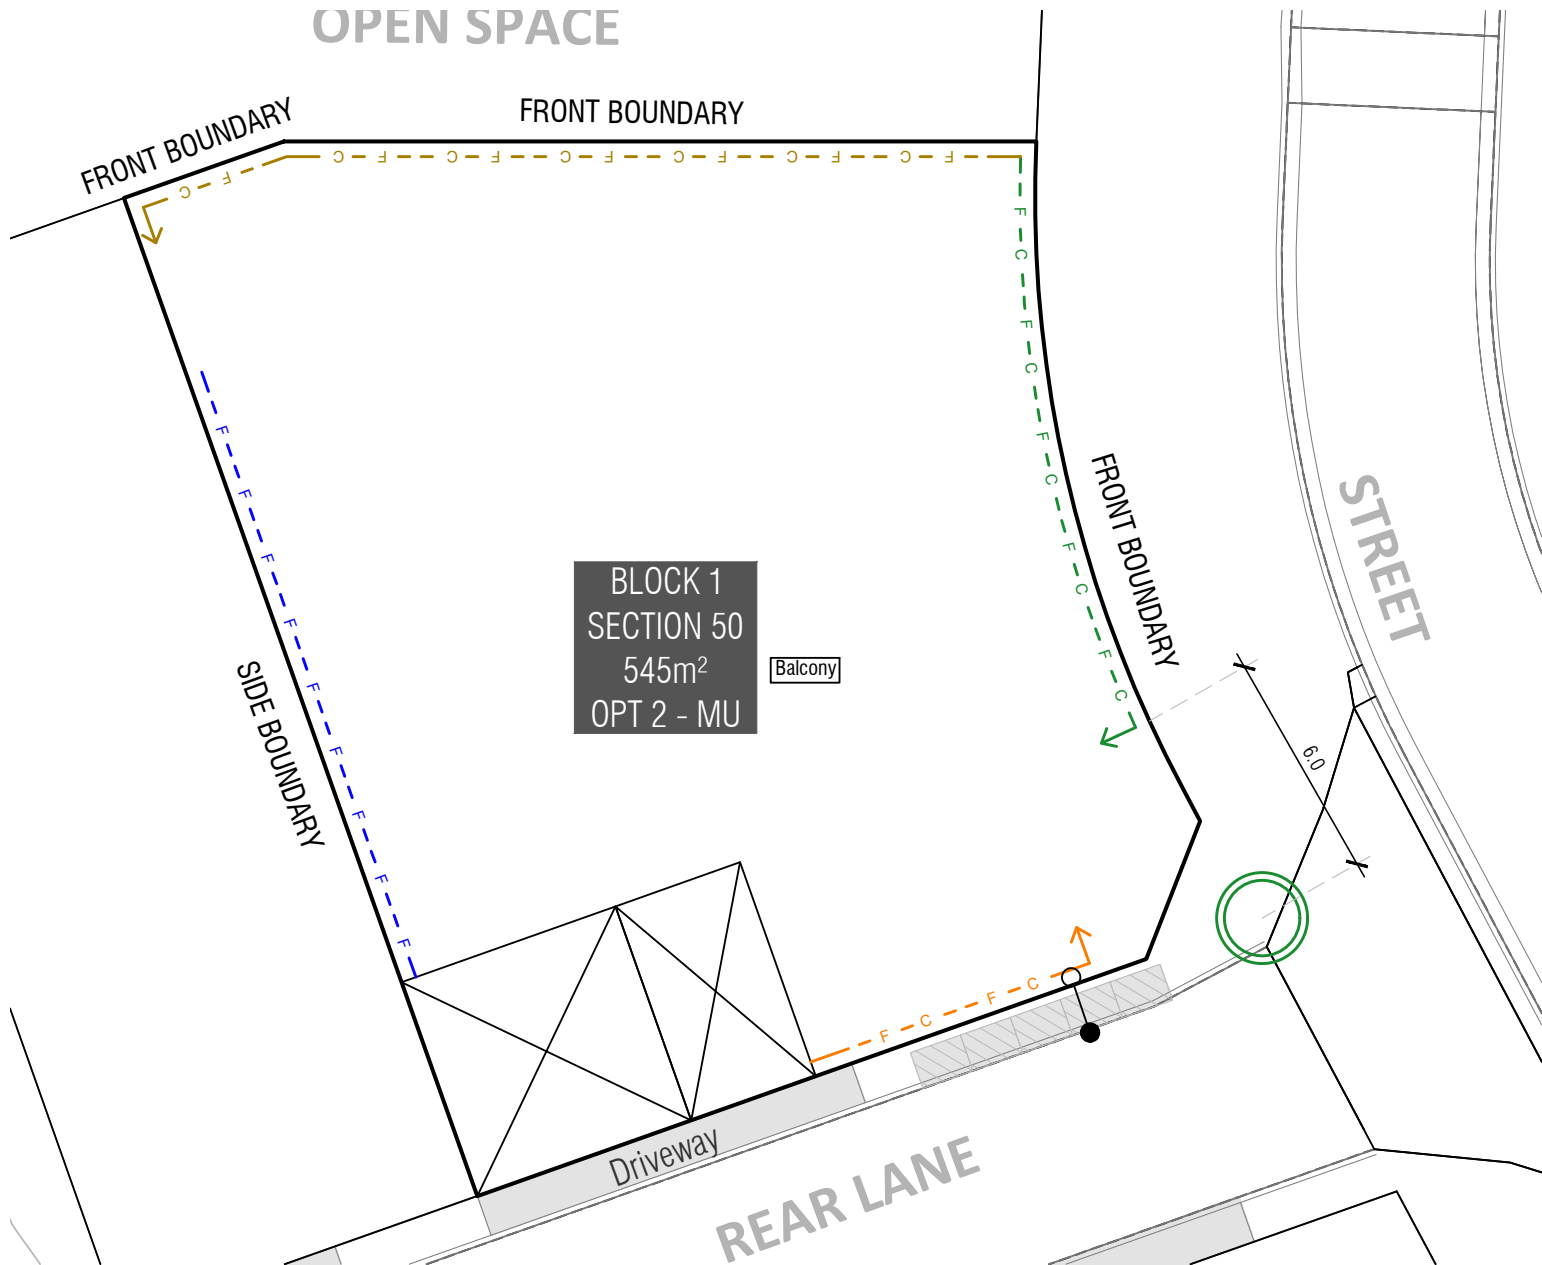 OPEN SPACE
FRONT BOUNDARY
FRONT BOUNDARY
C F C F C F C F C F C F C F
F C F C F C F C F C
F F F F F F F F F
FRONT BOUNDARY
STREET
BLOCK 1
SECTION 50
545m²
OPT 2 - MU
Balcony
SIDE BOUNDARY
6.0
F C F C
Driveway
REAR LANE